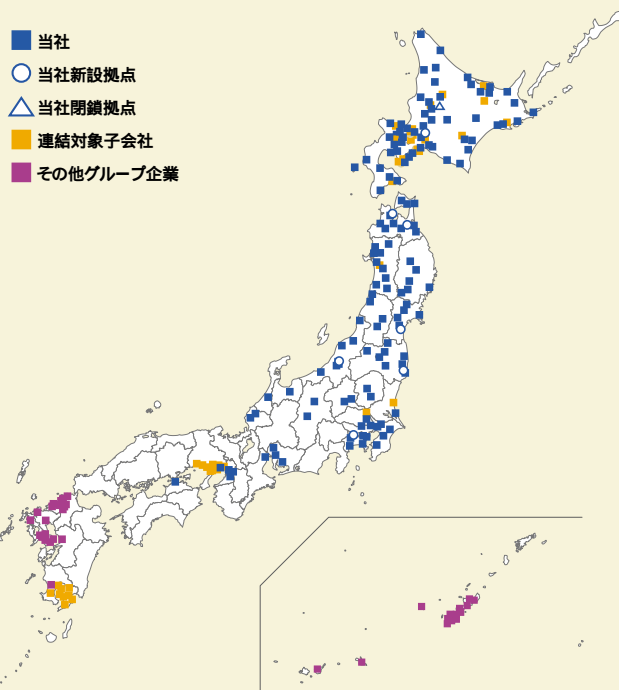 当社
当社新設拠点
当社閉鎖拠点
連結対象子会社
その他グループ企業